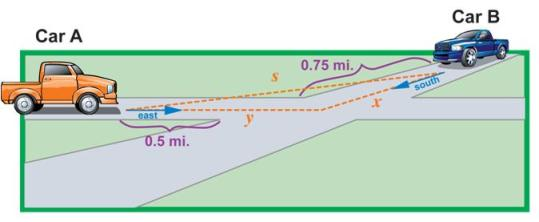 Car B
Car A
0.75 mi.
s
south
x
east
y
0.5 mi.